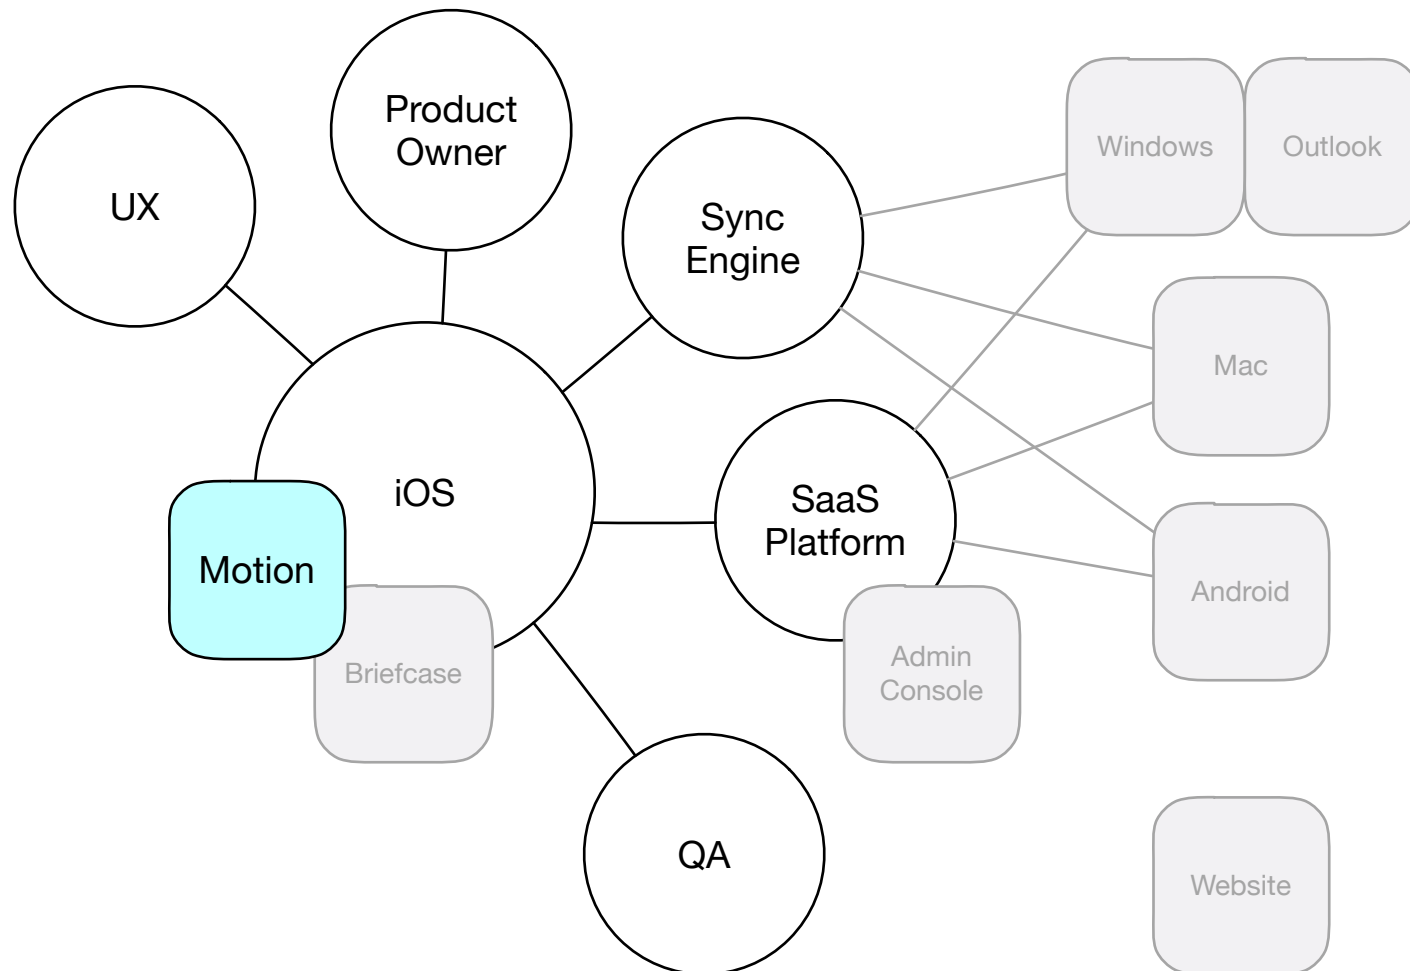 Product
Owner
UX
Sync
Engine
Windows
Outlook
Mac
iOS
SaaS
Platform
Motion
Android
Briefcase
Admin
Console
QA
Website